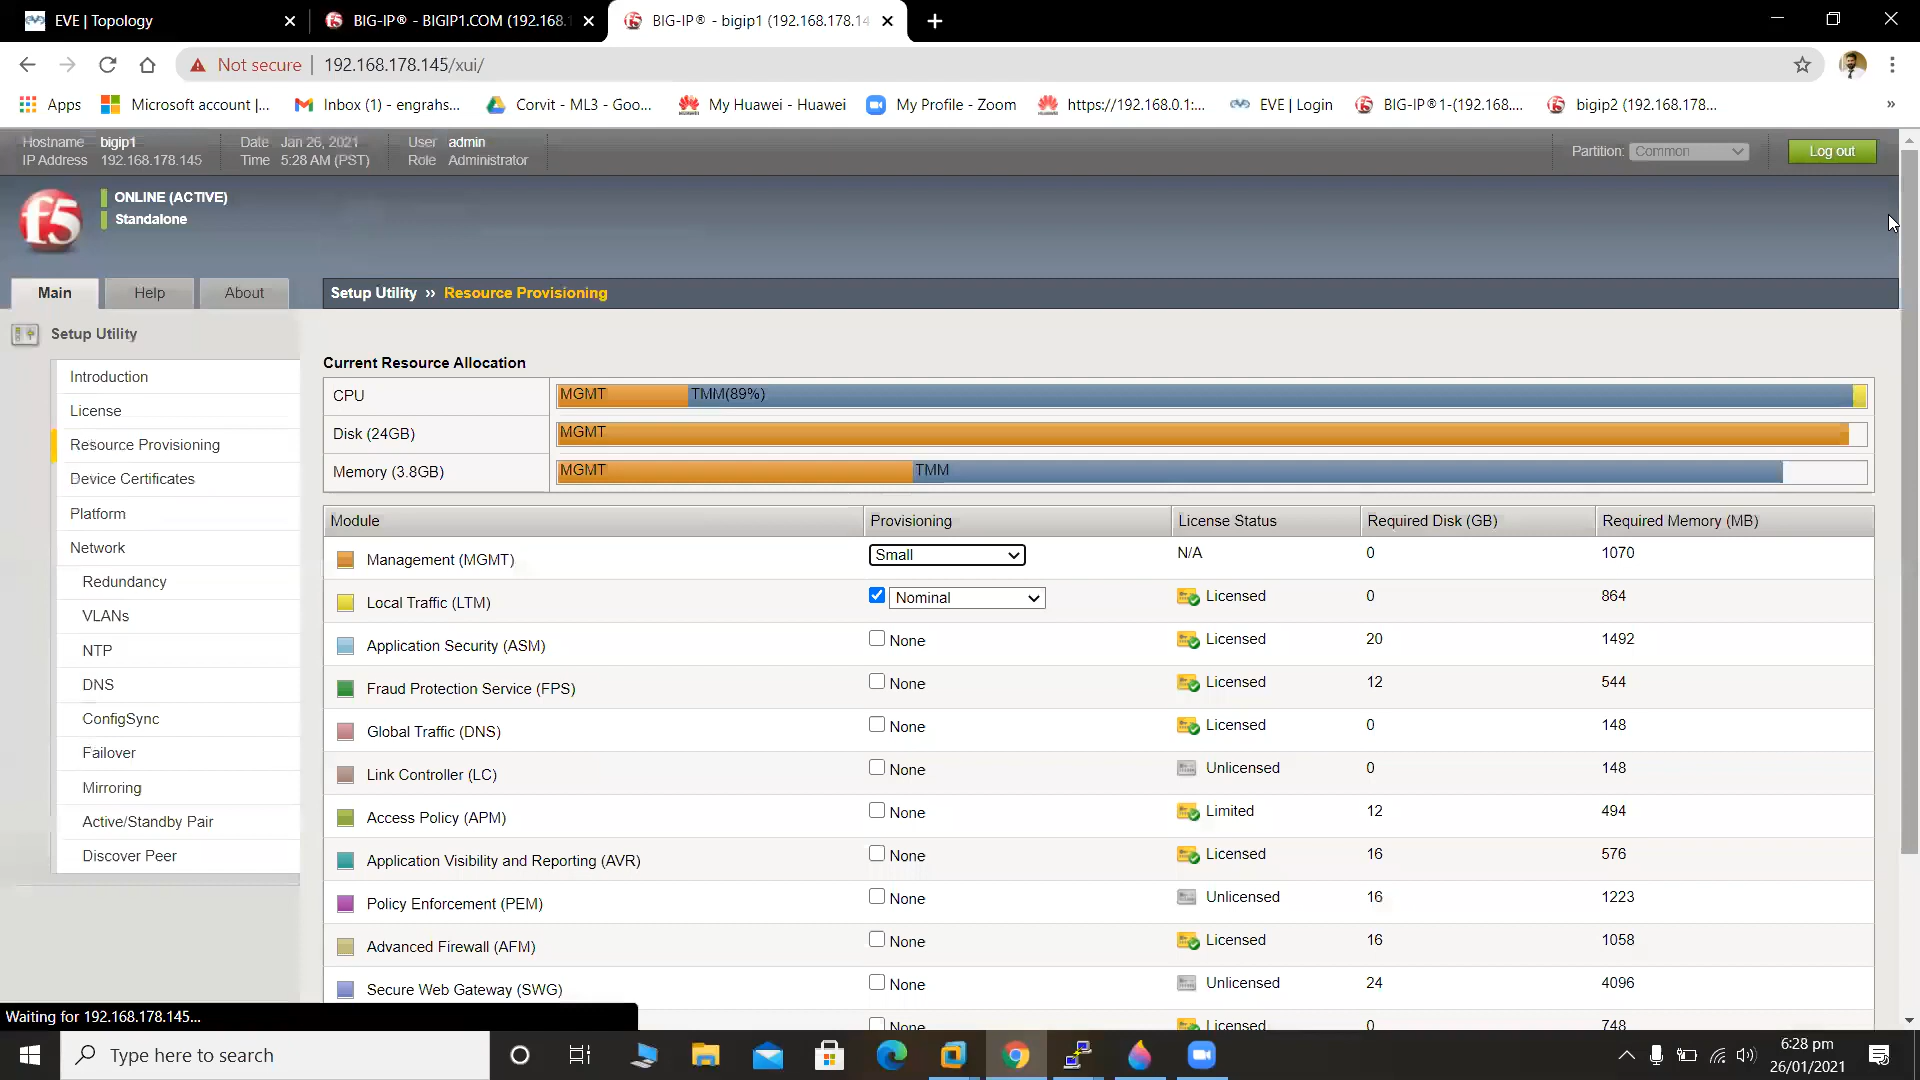 EVE | Topology
BIG-IP® - BIGIP1.COM (192.168.
BIG-IP® - bigip1 (192.168.178.14
Not secure
192.168.178.145/xui/
Apps
Microsoft account |...
Inbox (1) - engrahs...
Corvit - ML3 - Goo...
My Huawei - Huawei
My Profile - Zoom
https://192.168.0.1:...
EVE | Login
BIG-IP®1-(192.168....
bigip2 (192.168.178...
»
Hostname bigip1
IP Address 192.168.178.145
Date Jan 26, 2021
Time 5:28 AM (PST)
User admin
Role Administrator
Partition: Common
Log out
f5
ONLINE (ACTIVE)
Standalone
Main
Help
About
Setup Utility ›› Resource Provisioning
Setup Utility
Introduction
License
Resource Provisioning
Device Certificates
Platform
Network
Redundancy
VLANs
NTP
DNS
ConfigSync
Failover
Mirroring
Active/Standby Pair
Discover Peer
Current Resource Allocation
CPU MGMT TMM(89%)
Disk (24GB) MGMT
Memory (3.8GB) MGMT TMM
Module Provisioning License Status Required Disk (GB) Required Memory (MB)
Management (MGMT) Small N/A 0 1070
Local Traffic (LTM) Nominal Licensed 0 864
Application Security (ASM) None Licensed 20 1492
Fraud Protection Service (FPS) None Licensed 12 544
Global Traffic (DNS) None Licensed 0 148
Link Controller (LC) None Unlicensed 0 148
Access Policy (APM) None Limited 12 494
Application Visibility and Reporting (AVR) None Licensed 16 576
Policy Enforcement (PEM) None Unlicensed 16 1223
Advanced Firewall (AFM) None Licensed 16 1058
Secure Web Gateway (SWG) None Unlicensed 24 4096
None Licensed 0 748
Waiting for 192.168.178.145...
Type here to search
6:28 pm
26/01/2021